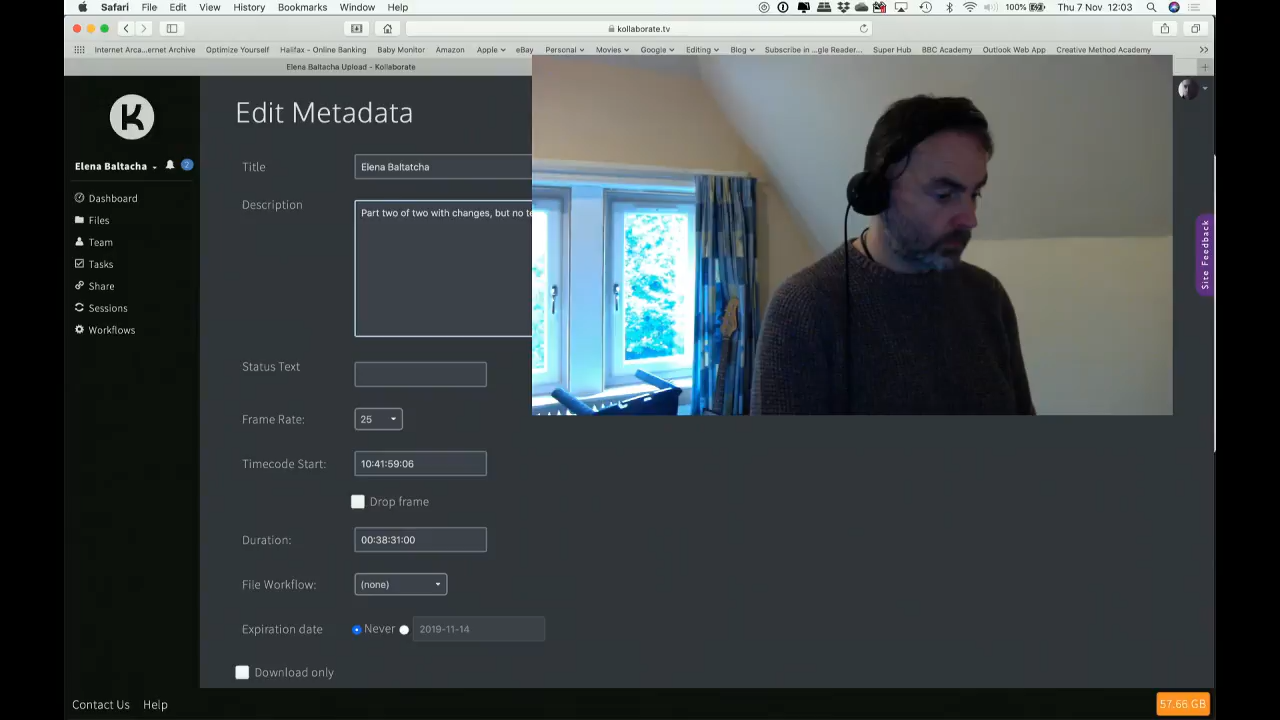 Safari File Edit View History Bookmarks Window Help 100% Thu 7 Nov 12:03
kollaborate.tv
Internet Arca...ernet Archive Optimize Yourself Halifax - Online Banking Baby Monitor Amazon Apple eBay Personal Movies Google Editing Blog Subscribe in ...gle Reader... Super Hub BBC Academy Outlook Web App Creative Method Academy
Elena Baltacha Upload - Kollaborate
K
Edit Metadata
Elena Baltacha 2
Title Elena Baltatcha
Dashboard
Description Part two of two with changes, but no te
Files
Team
Tasks
Share
Sessions
Workflows
Site Feedback
Status Text
Frame Rate: 25
Timecode Start: 10:41:59:06
Drop frame
Duration: 00:38:31:00
File Workflow: (none)
Expiration date Never 2019-11-14
Download only
Contact Us Help 57.66 GB